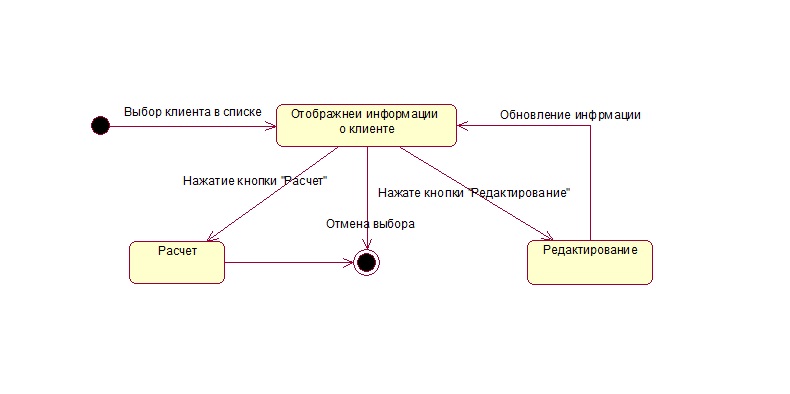 Выбор клиента в списке
Отображнеи информации
о клиенте
Обновление инфрмации
Нажатие кнопки "Расчет"
Нажате кнопки "Редактирование"
Отмена выбора
Расчет
Редактирование